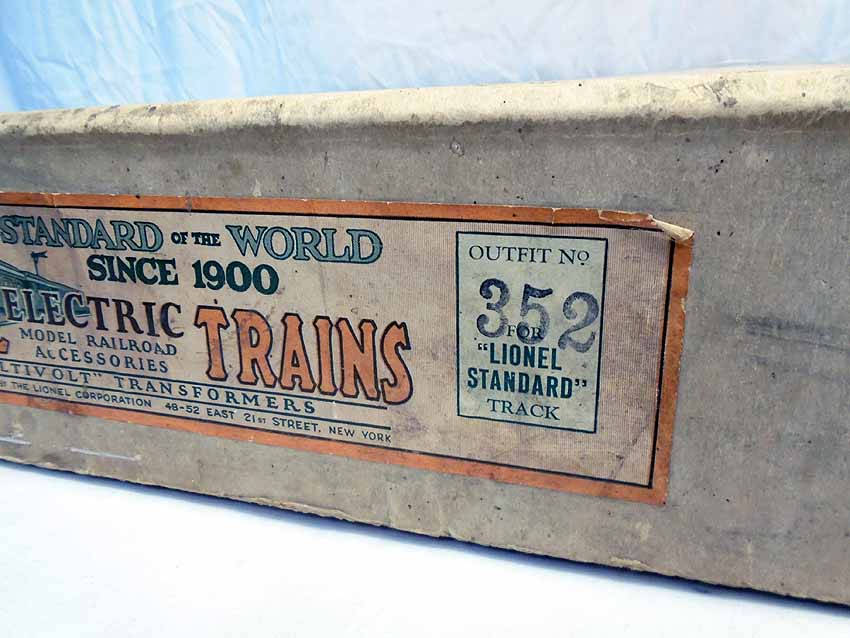 STANDARD OF THE WORLD
SINCE 1900
ELECTRIC TRAINS
MODEL RAILROAD
ACCESSORIES
TRANSFORMERS
THE LIONEL CORPORATION 48-52 EAST 21ST STREET, NEW YORK
OUTFIT No
352
FOR
"LIONEL
STANDARD"
TRACK